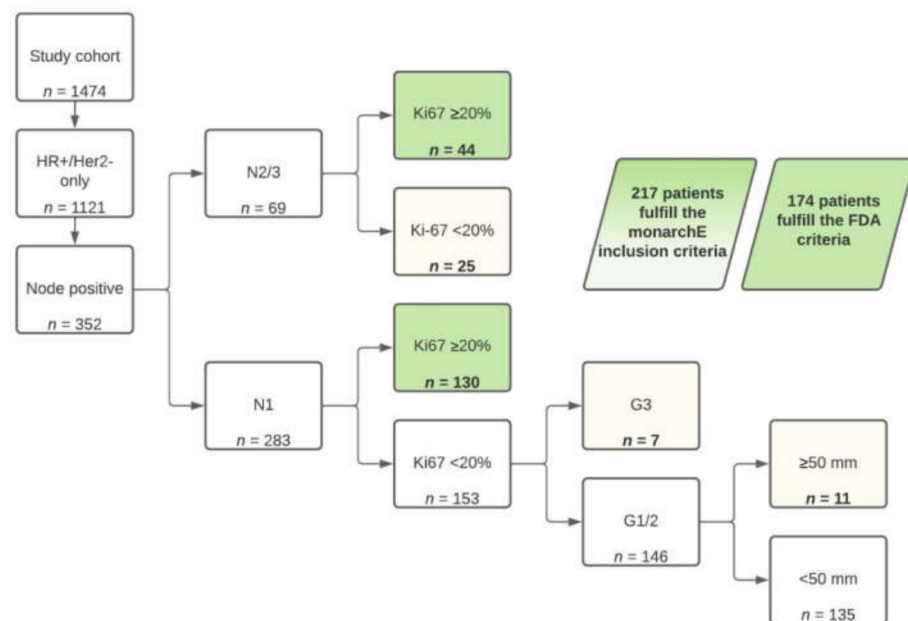 Study cohort
n = 1474
HR+/Her2-
only
n = 1121
Node positive
n = 352
N2/3
n = 69
N1
n = 283
Ki67 ≥20%
n = 44
Ki-67 <20%
n = 25
Ki67 ≥20%
n = 130
Ki67 <20%
n = 153
G3
n = 7
G1/2
n = 146
≥50 mm
n = 11
<50 mm
n = 135
217 patients
fulfill the
monarchE
inclusion criteria
174 patients
fulfill the FDA
criteria